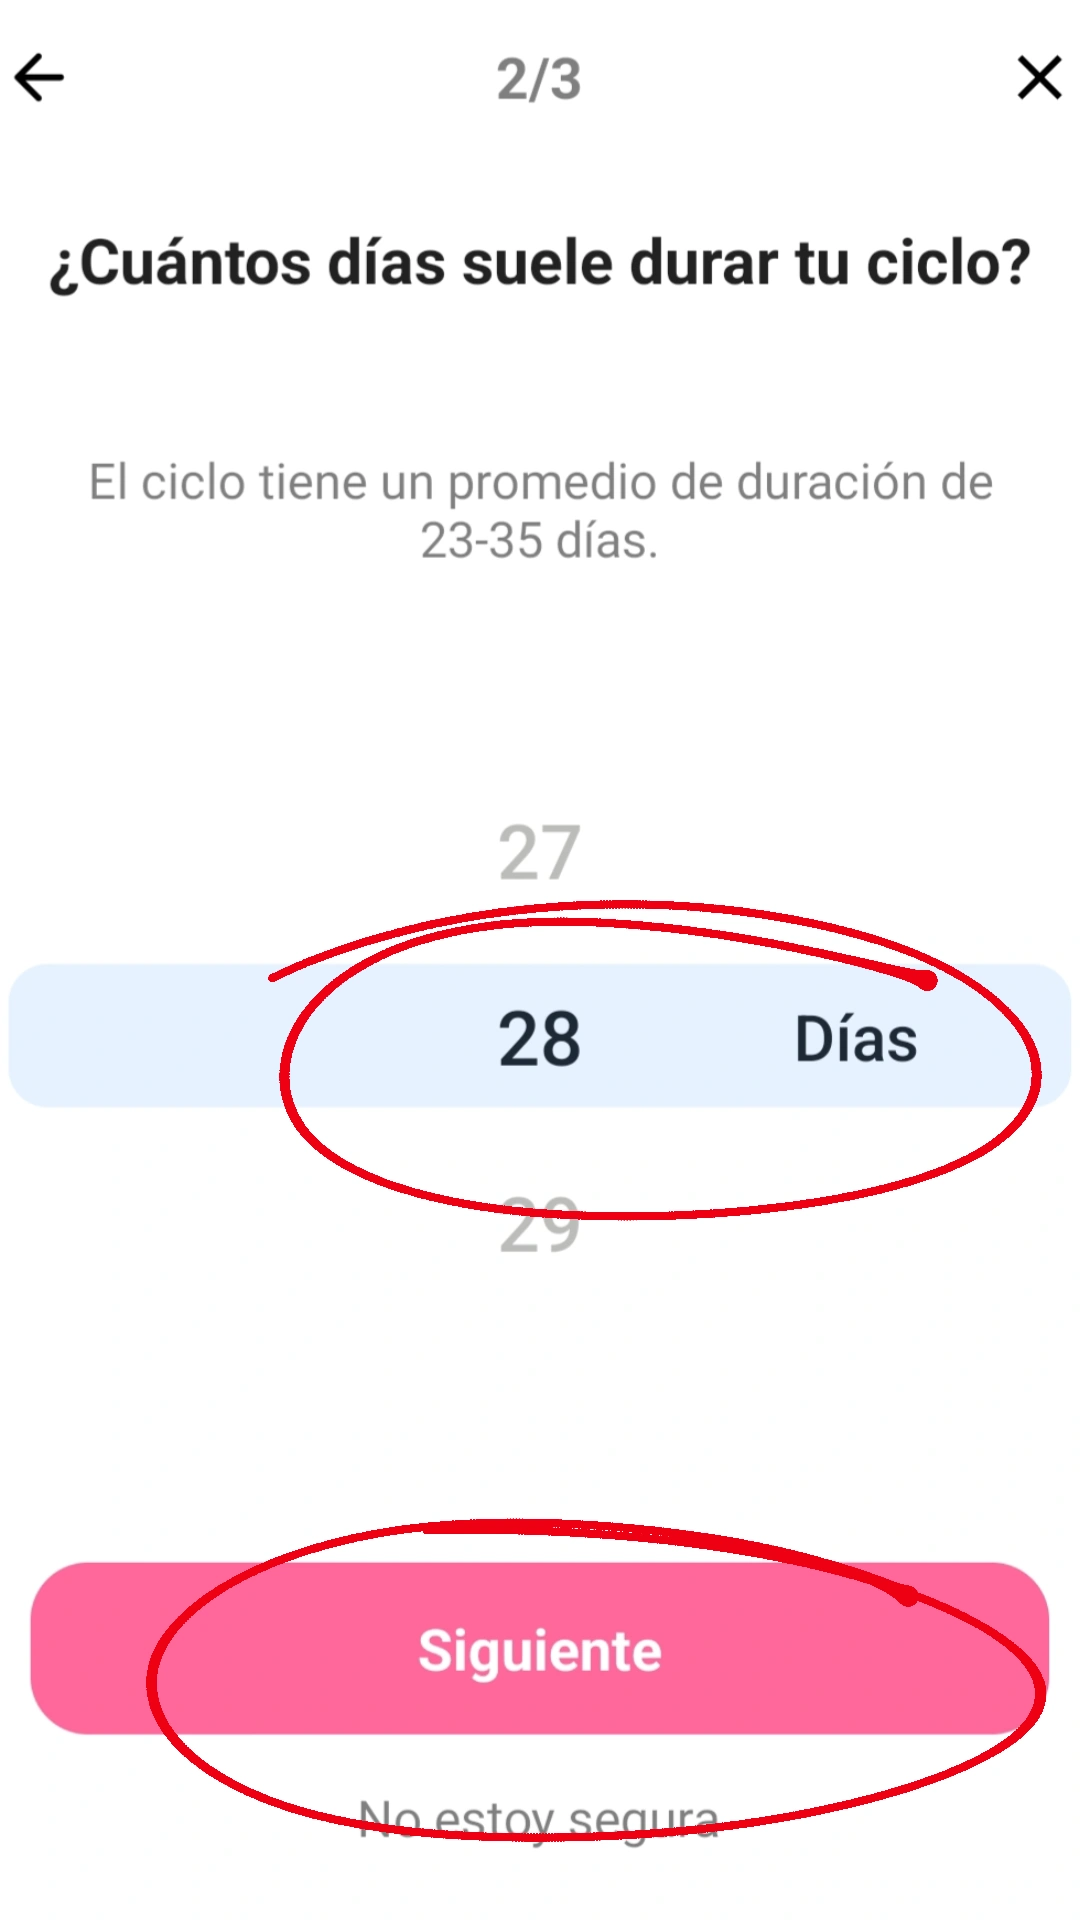 2/3
¿Cuántos días suele durar tu ciclo?
El ciclo tiene un promedio de duración de
23-35 días.
27
28 Días
29
Siguiente
No estoy segura